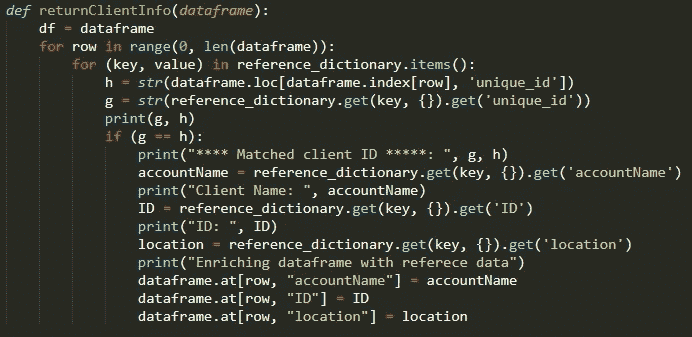 def returnClientInfo(dataframe):
    df = dataframe
    for row in range(0, len(dataframe)):
        for (key, value) in reference_dictionary.items():
            h = str(dataframe.loc[dataframe.index[row], 'unique_id'])
            g = str(reference_dictionary.get(key, {}).get('unique_id'))
            print(g, h)
            if (g == h):
                print("**** Matched client ID *****: ", g, h)
                accountName = reference_dictionary.get(key, {}).get('accountName')
                print("Client Name: ", accountName)
                ID = reference_dictionary.get(key, {}).get('ID')
                print("ID: ", ID)
                location = reference_dictionary.get(key, {}).get('location')
                print("Enriching dataframe with referece data")
                dataframe.at[row, "accountName"] = accountName
                dataframe.at[row, "ID"] = ID
                dataframe.at[row, "location"] = location